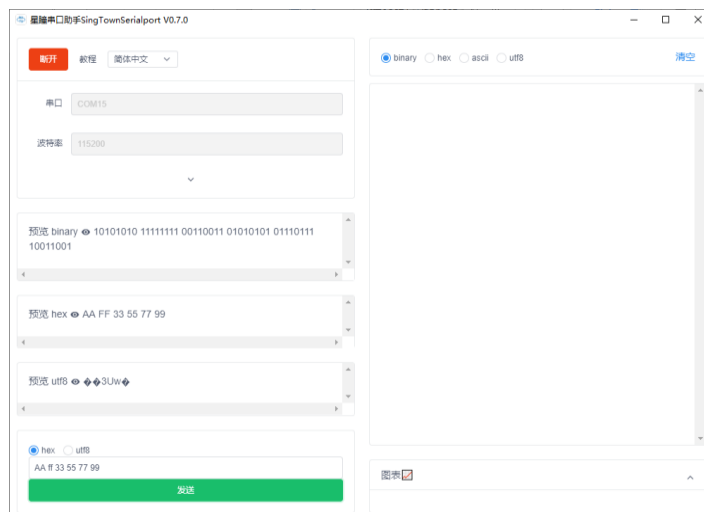 星瞳串口助手SingTownSerialport V0.7.0
断开 教程 简体中文
串口 COM15
波特率 115200
预览 binary 10101010 11111111 00110011 01010101 01110111
10011001
预览 hex AA FF 33 55 77 99
预览 utf8 ��3Uw�
hex utf8
AA ff 33 55 77 99
发送
binary hex ascii utf8 清空
图表